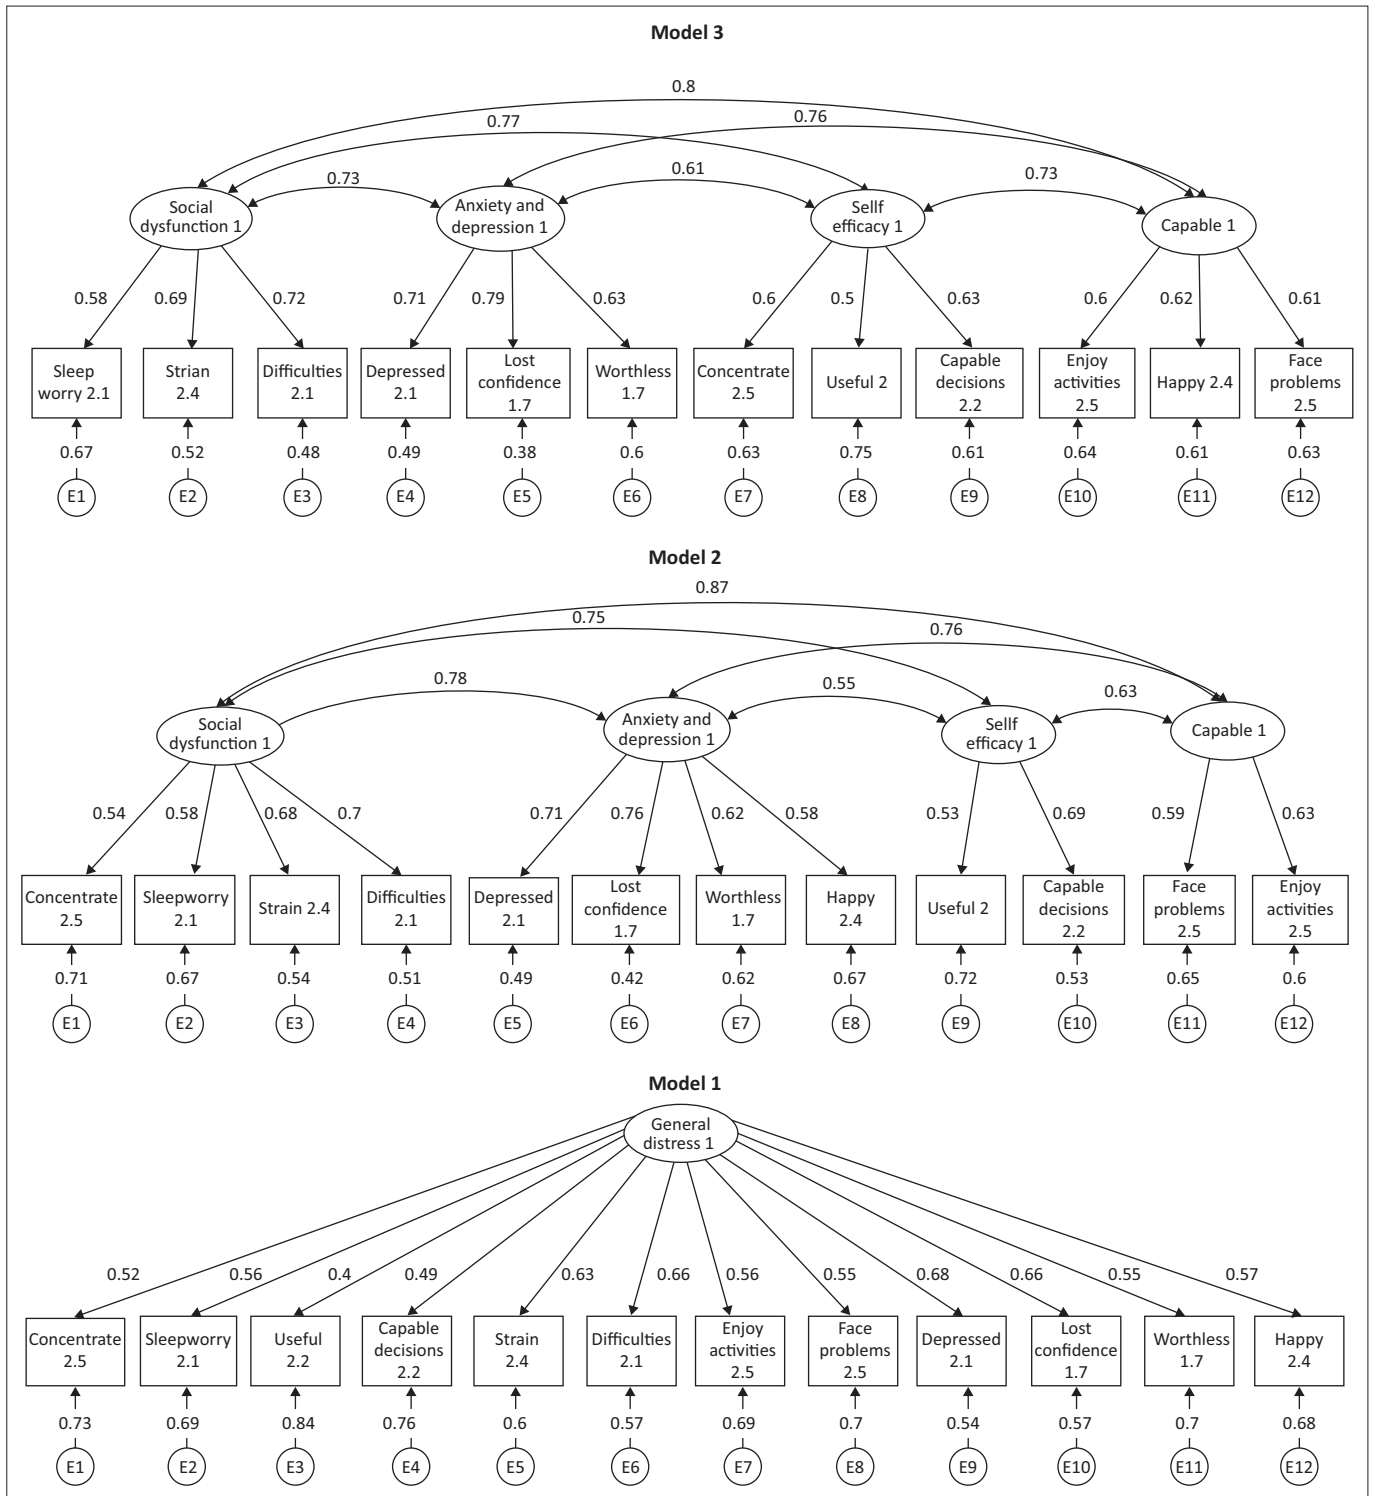 Model 3
0.8
0.77
0.76
0.73
0.61
0.73
Social
dysfunction 1
Anxiety and
depression 1
Sellf
efficacy 1
Capable 1
0.58
0.69
0.72
0.71
0.79
0.63
0.6
0.5
0.63
0.6
0.62
0.61
Sleep
worry 2.1
Strian
2.4
Difficulties
2.1
Depressed
2.1
Lost
confidence
1.7
Worthless
1.7
Concentrate
2.5
Useful 2
Capable
decisions
2.2
Enjoy
activities
2.5
Happy 2.4
Face
problems
2.5
0.67
0.52
0.48
0.49
0.38
0.6
0.63
0.75
0.61
0.64
0.61
0.63
E1
E2
E3
E4
E5
E6
E7
E8
E9
E10
E11
E12
Model 2
0.87
0.75
0.76
0.78
0.55
0.63
Social
dysfunction 1
Anxiety and
depression 1
Sellf
efficacy 1
Capable 1
0.54
0.58
0.68
0.7
0.71
0.76
0.62
0.58
0.53
0.69
0.59
0.63
Concentrate
2.5
Sleepworry
2.1
Strain 2.4
Difficulties
2.1
Depressed
2.1
Lost
confidence
1.7
Worthless
1.7
Happy
2.4
Useful 2
Capable
decisions
2.2
Face
problems
2.5
Enjoy
activities
2.5
0.71
0.67
0.54
0.51
0.49
0.42
0.62
0.67
0.72
0.53
0.65
0.6
E1
E2
E3
E4
E5
E6
E7
E8
E9
E10
E11
E12
Model 1
General
distress 1
0.52
0.56
0.4
0.49
0.63
0.66
0.56
0.55
0.68
0.66
0.55
0.57
Concentrate
2.5
Sleepworry
2.1
Useful
2.2
Capable
decisions
2.2
Strain
2.4
Difficulties
2.1
Enjoy
activities
2.5
Face
problems
2.5
Depressed
2.1
Lost
confidence
1.7
Worthless
1.7
Happy
2.4
0.73
0.69
0.84
0.76
0.6
0.57
0.69
0.7
0.54
0.57
0.7
0.68
E1
E2
E3
E4
E5
E6
E7
E8
E9
E10
E11
E12